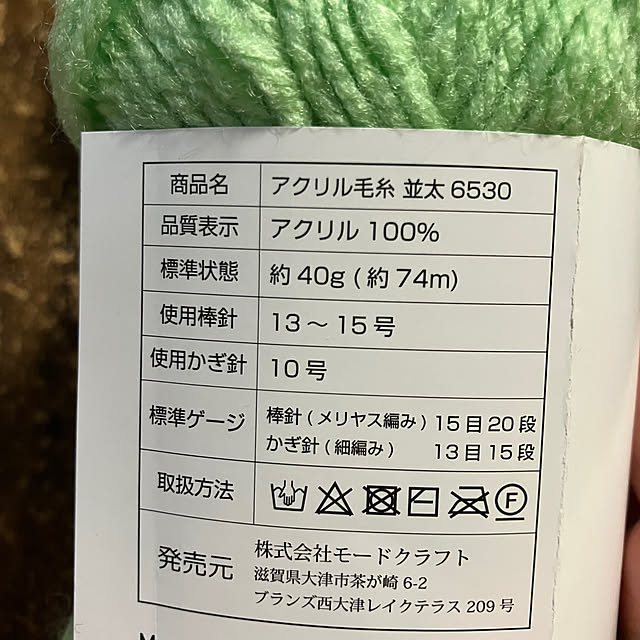 商品名 アクリル毛糸 並太 6530
品質表示 アクリル 100%
標準状態 約 40g ( 約 74m)
使用棒針 13 〜 15 号
使用かぎ針 10 号
標準ゲージ 棒針 ( メリヤス編み ) 15 目 20 段
かぎ針 ( 細編み ) 13 目 15 段
取扱方法 F
発売元 株式会社モードクラフト
滋賀県大津市茶が崎 6-2
ブランズ西大津レイクテラス 209 号